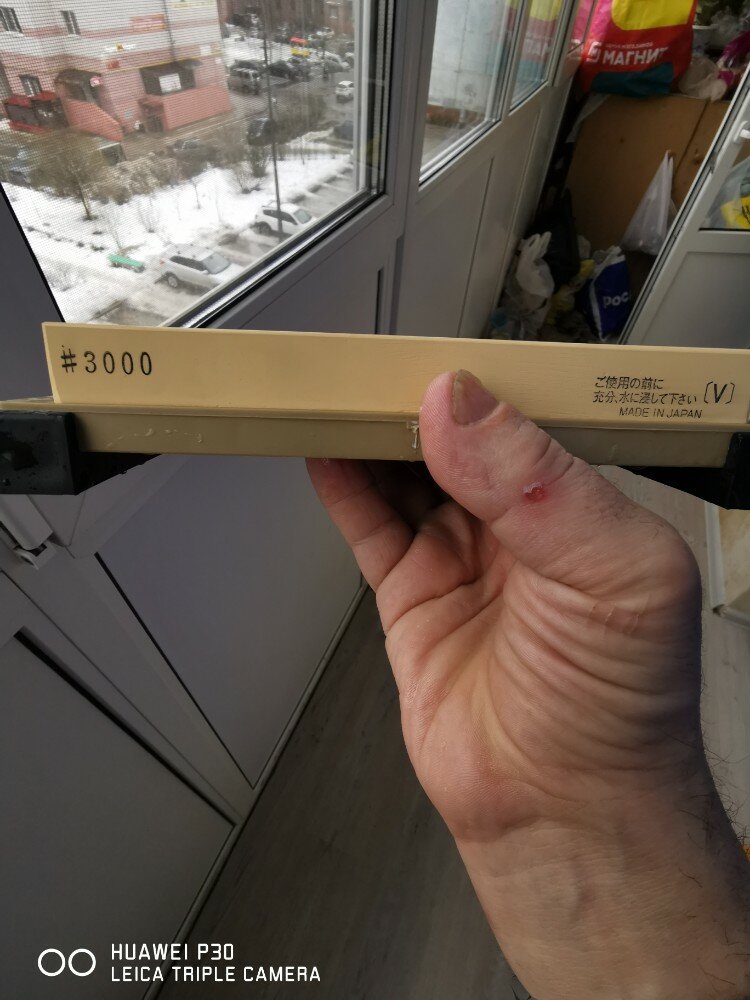 МАГНИТ
РОС
#3000
ご使用の前に
充分、水に浸して下さい
[V]
MADE IN JAPAN
HUAWEI P30
LEICA TRIPLE CAMERA